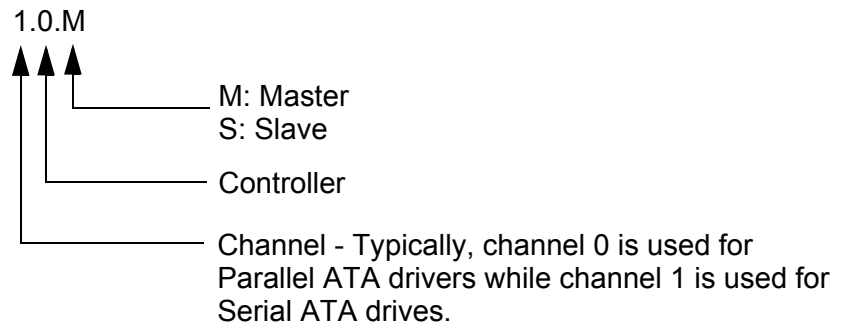 1.0.M
M: Master
S: Slave
Controller
Channel - Typically, channel 0 is used for
Parallel ATA drivers while channel 1 is used for
Serial ATA drives.